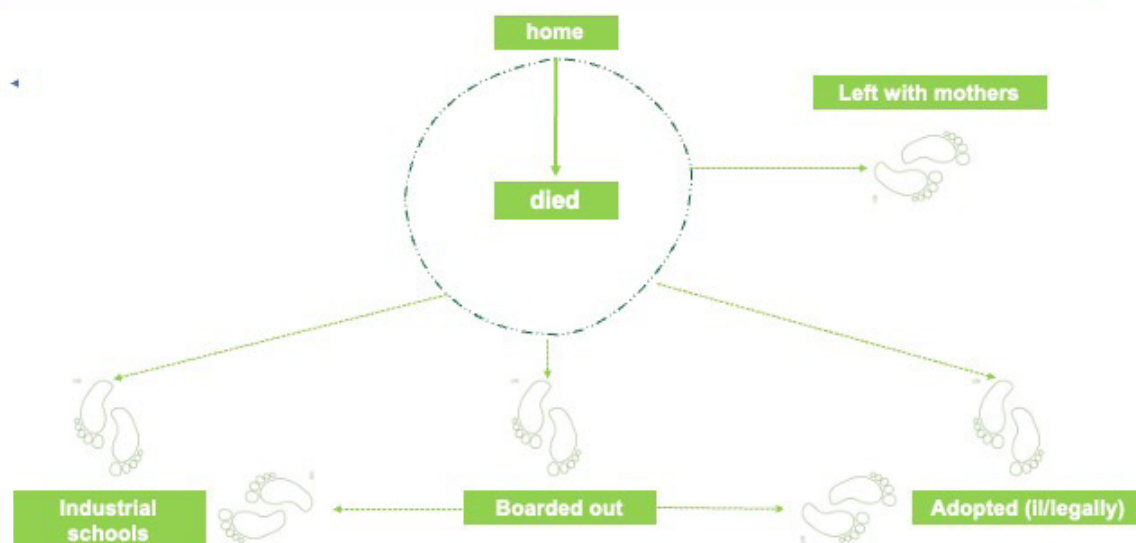 home
Left with mothers
died
Industrial
schools
Boarded out
Adopted (il/legally)